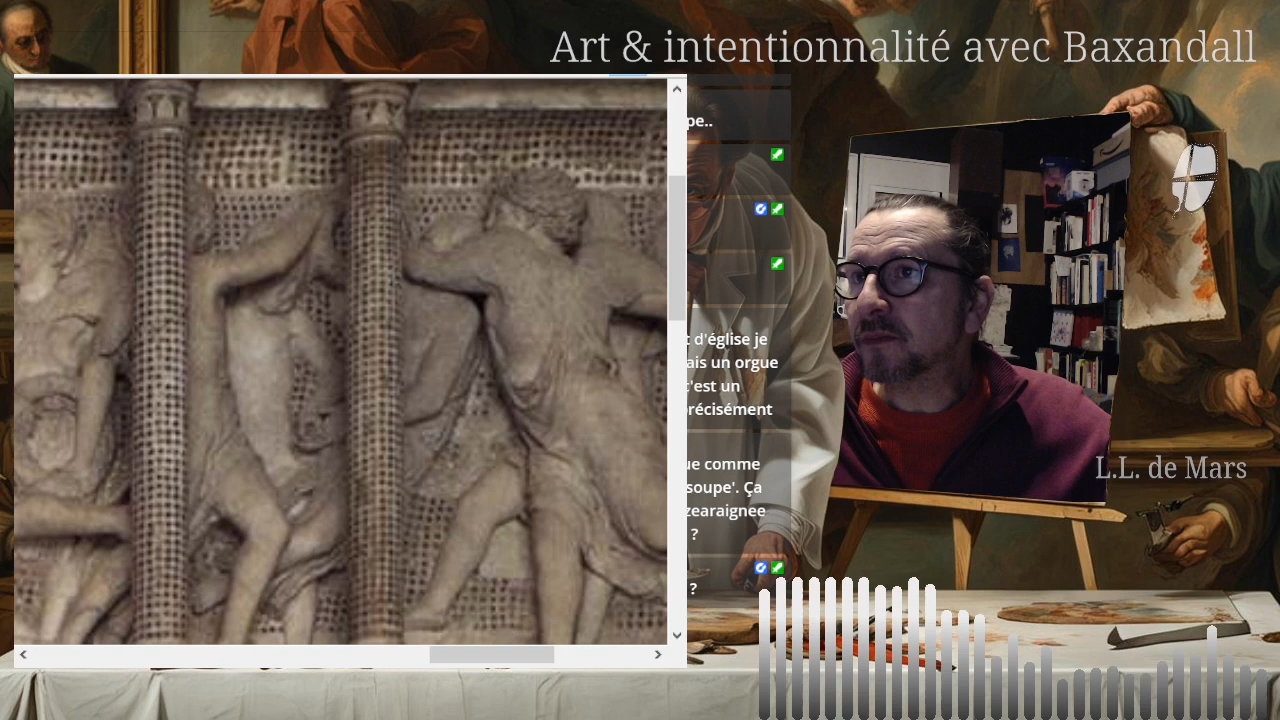 Art & intentionnalité avec Baxandall
pe..
t d'église je
ais un orgue
c'est un
précisément
ue comme
soupe'. Ça
zearaignee
?
?
L.L. de Mars